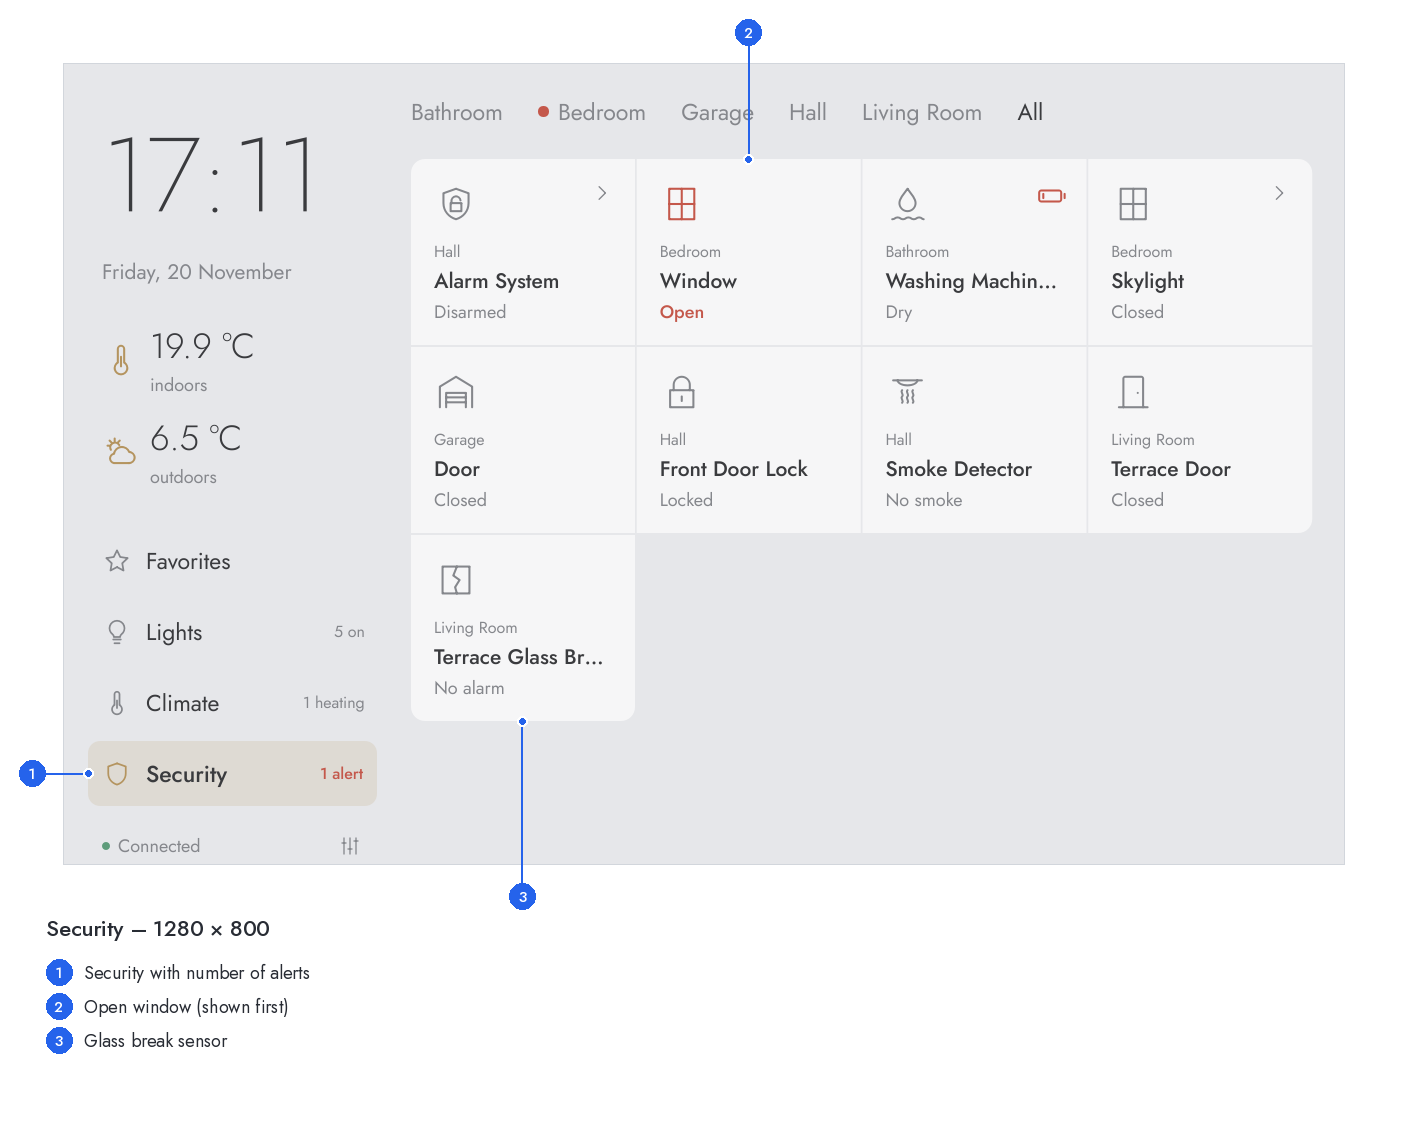 2
Bathroom Bedroom Garage Hall Living Room All
17:11
Friday, 20 November
19.9 °C
indoors
6.5 °C
outdoors
Favorites
Lights 5 on
Climate 1 heating
1
Security 1 alert
Connected
Hall
Alarm System
Disarmed
Bedroom
Window
Open
Bathroom
Washing Machin...
Dry
Bedroom
Skylight
Closed
Garage
Door
Closed
Hall
Front Door Lock
Locked
Hall
Smoke Detector
No smoke
Living Room
Terrace Door
Closed
Living Room
Terrace Glass Br...
No alarm
3
Security – 1280 × 800
1 Security with number of alerts
2 Open window (shown first)
3 Glass break sensor